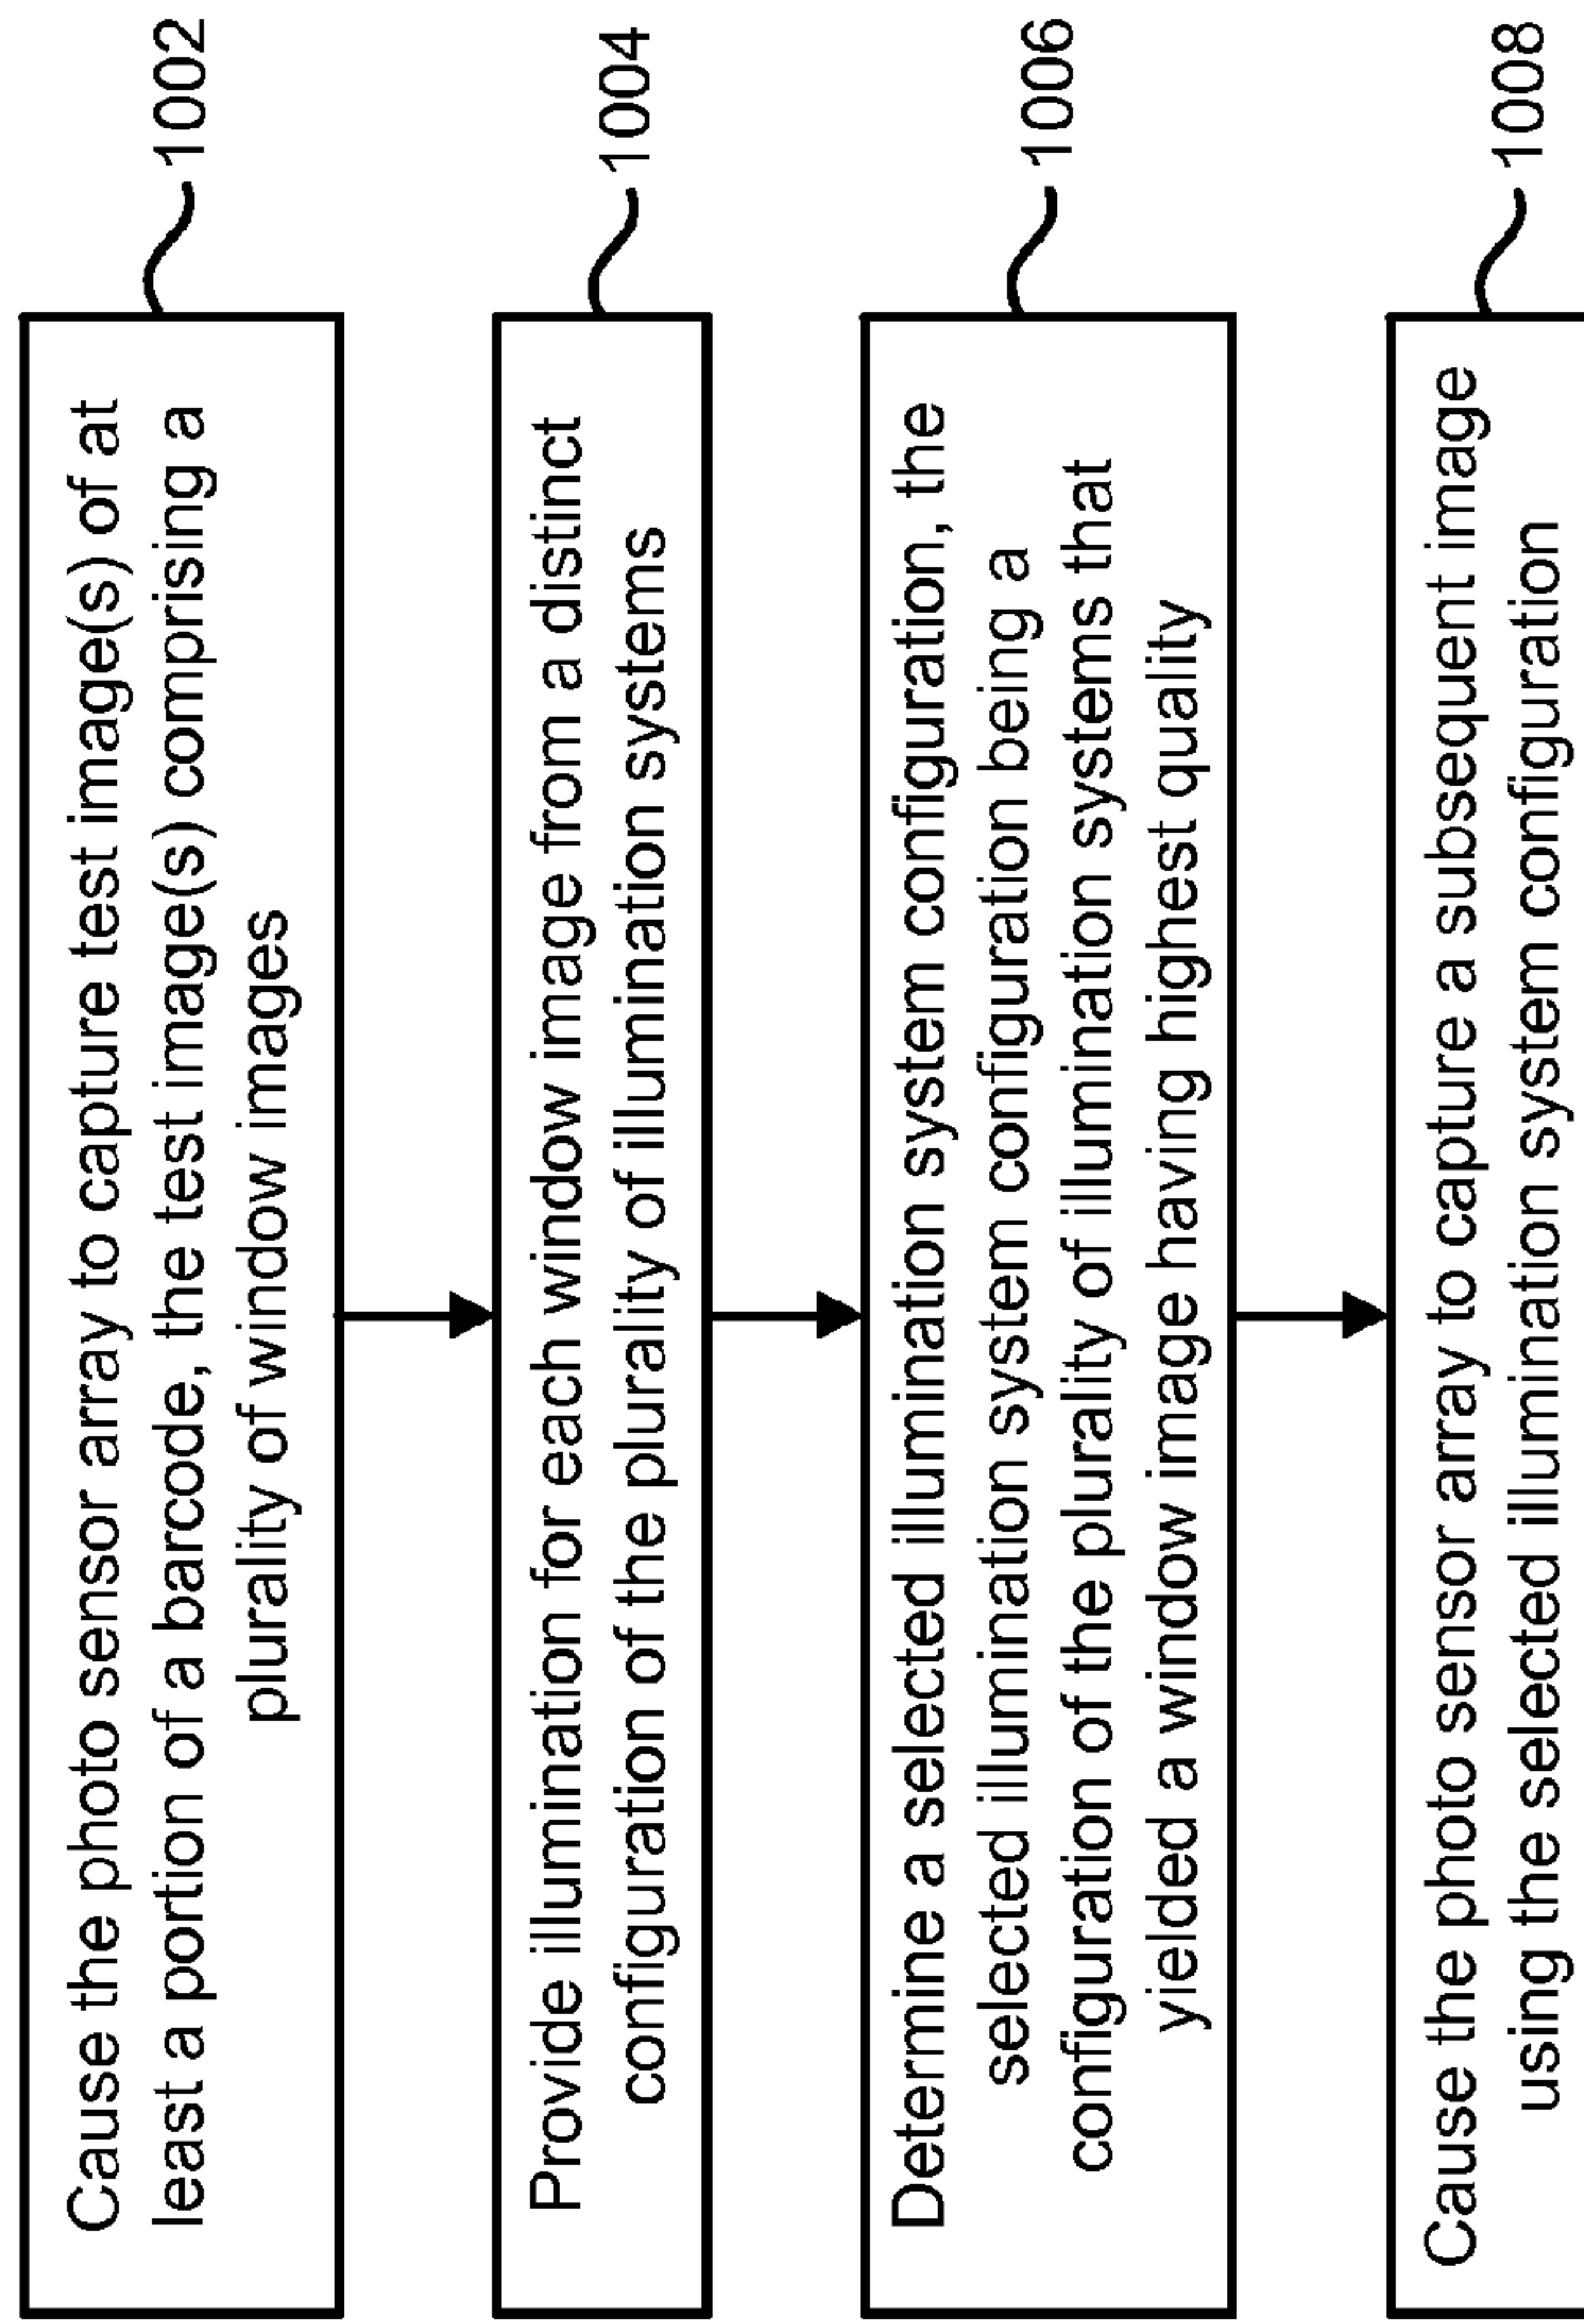 Cause the photo sensor array to capture test image(s) of at
least a portion of a barcode, the test image(s) comprising a
plurality of window images
1002
Provide illumination for each window image from a distinct
configuration of the plurality of illumination systems
1004
Determine a selected illumination system configuration, the
selected illumination system configuration being a
configuration of the plurality of illumination systems that
yielded a window image having highest quality
1006
Cause the photo sensor array to capture a subsequent image
using the selected illumination system configuration
1008